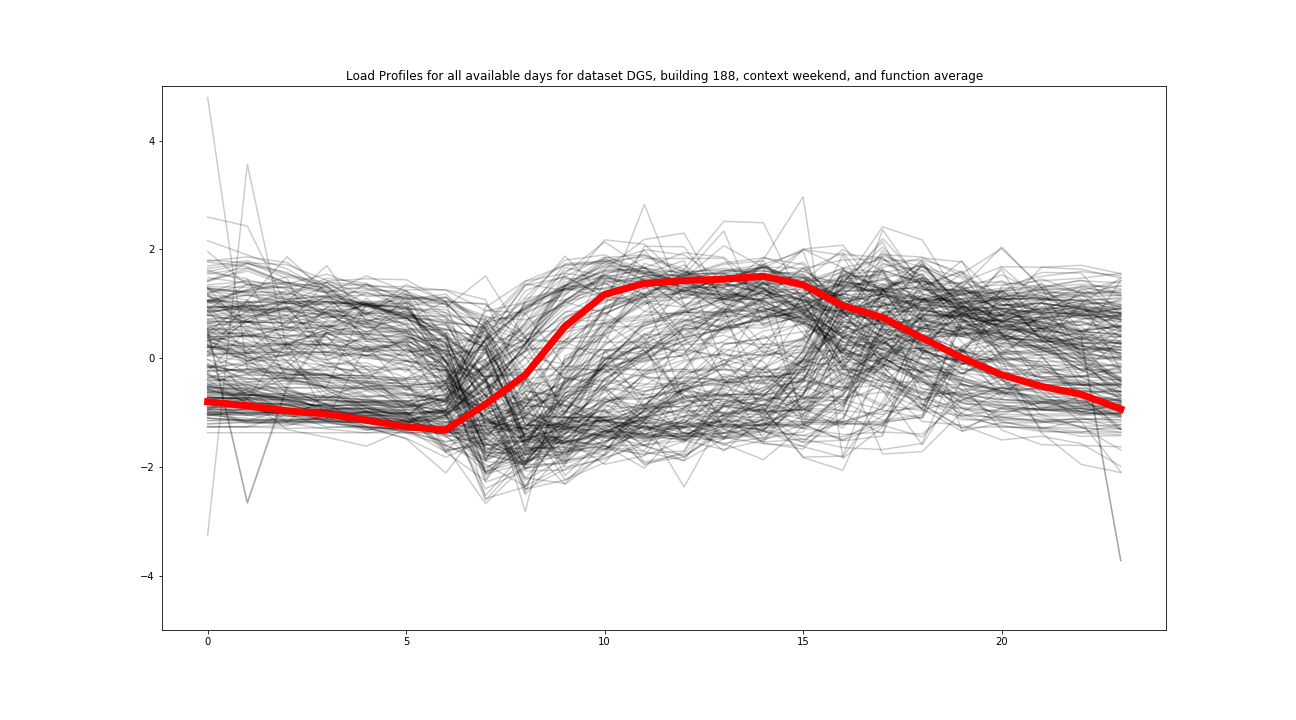 Load Profiles for all available days for dataset DGS, building 188, context weekend, and function average
4
2
0
−2
−4
0 5 10 15 20